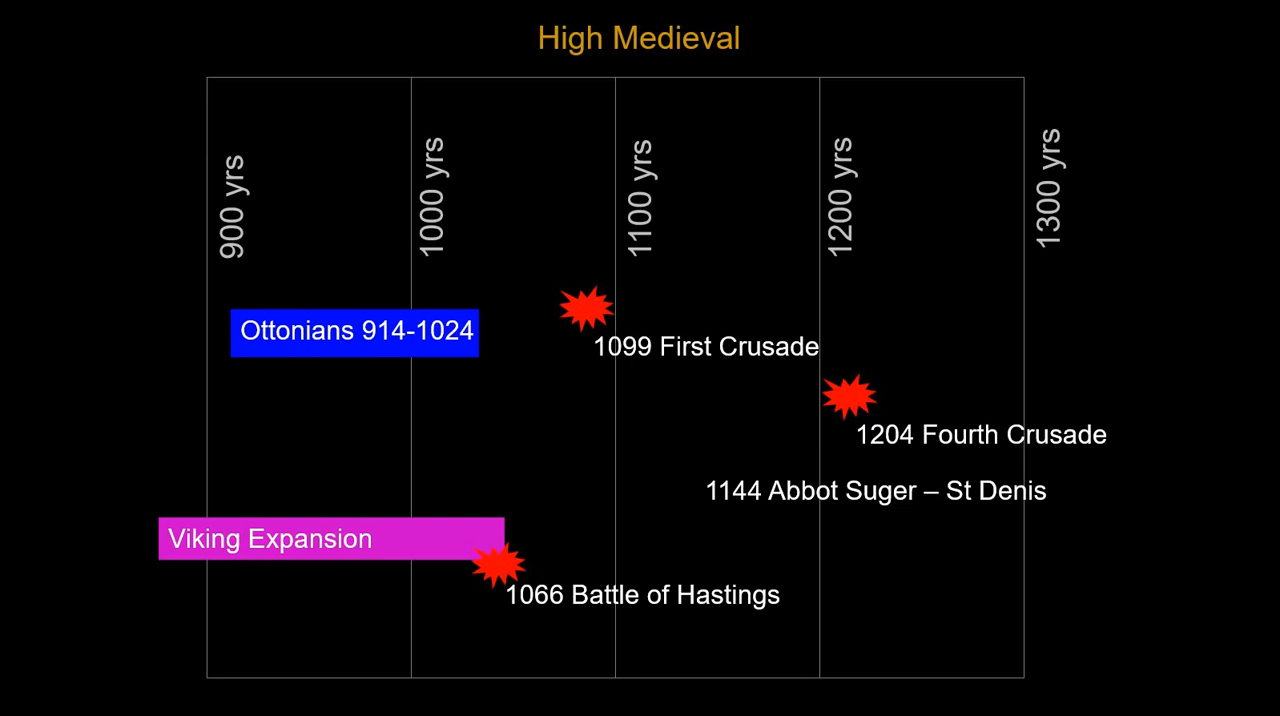 High Medieval
900 yrs
1000 yrs
1100 yrs
1200 yrs
1300 yrs
Ottonians 914-1024
1099 First Crusade
1204 Fourth Crusade
1144 Abbot Suger – St Denis
Viking Expansion
1066 Battle of Hastings